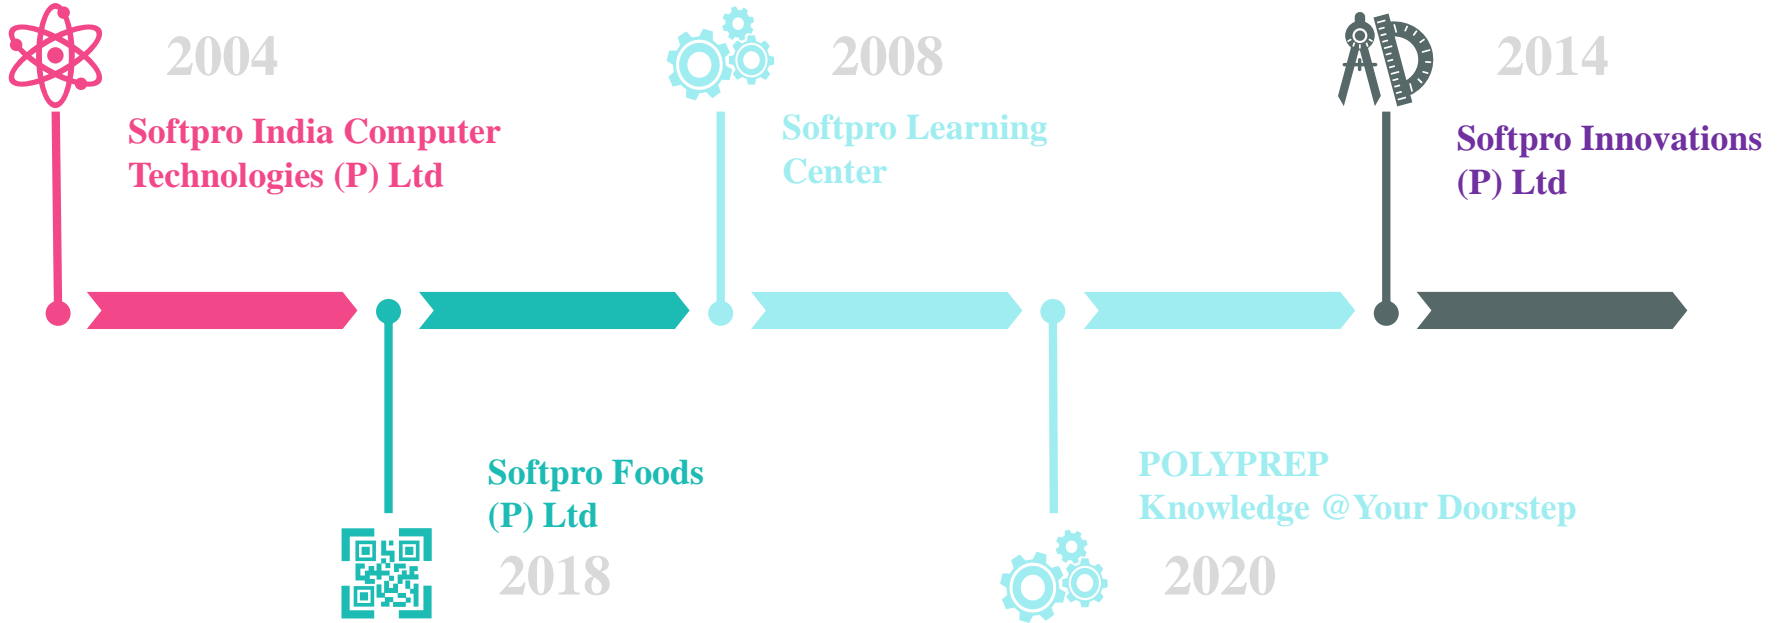 2004
Softpro India Computer
Technologies (P) Ltd
2008
Softpro Learning
Center
2014
Softpro Innovations
(P) Ltd
Softpro Foods
(P) Ltd
2018
POLYPREP
Knowledge @Your Doorstep
2020